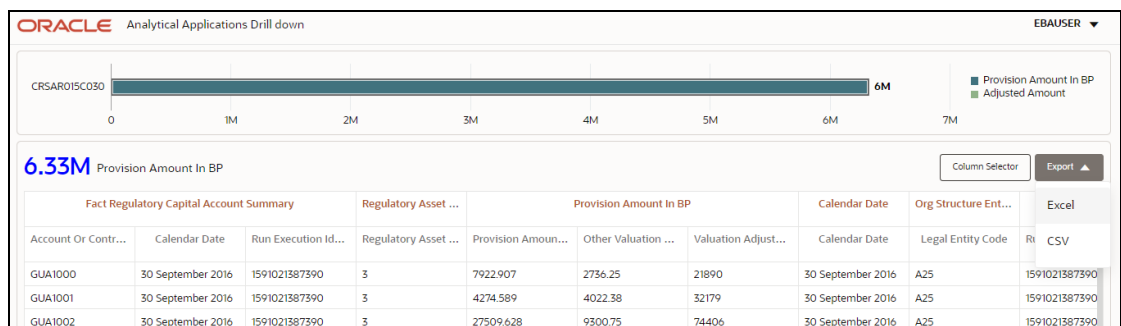 ORACLE Analytical Applications Drill down EBAUSER
CRSAR015C030 6M Provision Amount In BP
Adjusted Amount
0 1M 2M 3M 4M 5M 6M 7M
6.33M Provision Amount In BP Column Selector Export
Fact Regulatory Capital Account Summary Regulatory Asset ... Provision Amount In BP Calendar Date Org Structure Ent... Excel
Account Or Contr... Calendar Date Run Execution Id... Regulatory Asset ... Provision Amoun... Other Valuation ... Valuation Adjust... Calendar Date Legal Entity Code CSV
GUA1000 30 September 2016 1591021387390 3 7922.907 2736.25 21890 30 September 2016 A25 1591021387390
GUA1001 30 September 2016 1591021387390 3 4274.589 4022.38 32179 30 September 2016 A25 1591021387390
GUA1002 30 September 2016 1591021387390 3 27509.628 9300.75 74406 30 September 2016 A25 1591021387390